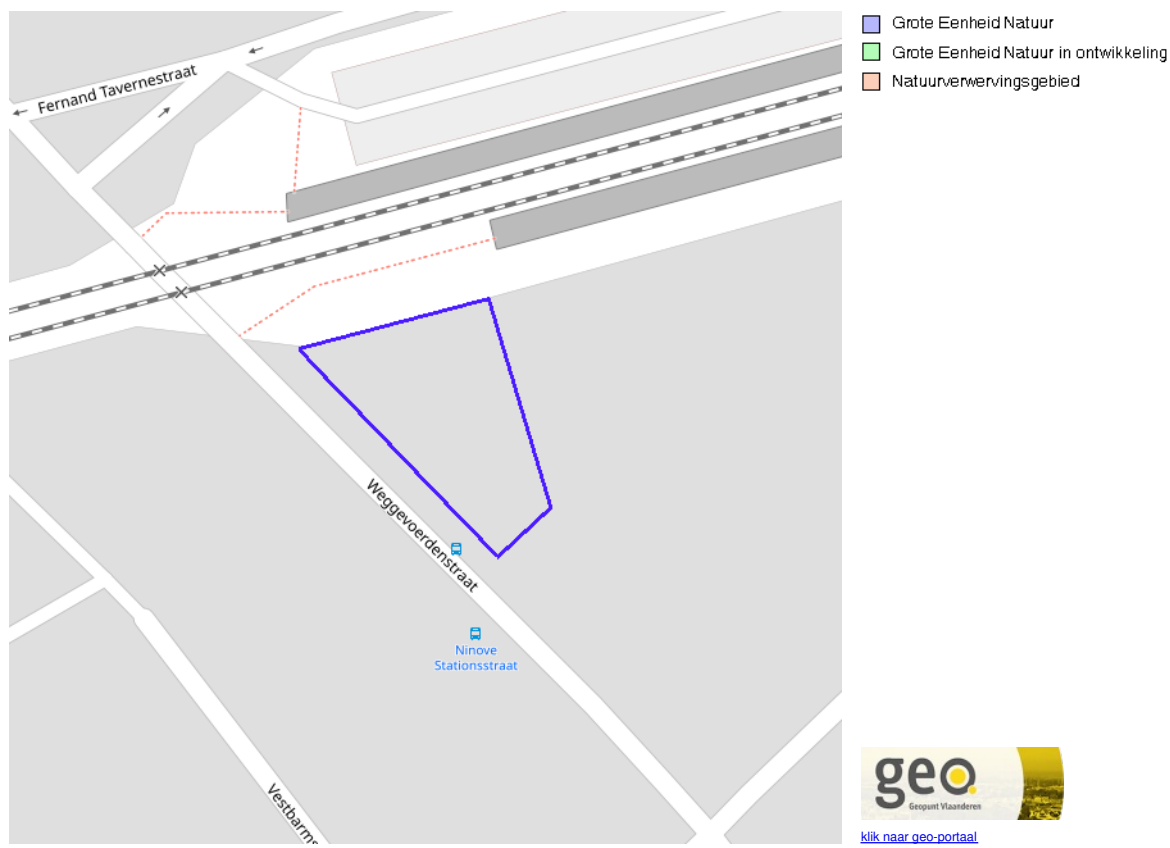 Fernand Tavernestraat
Weggevoerdenstraat
Ninove
Stationsstraat
Vestbarms
Grote Eenheid Natuur
Grote Eenheid Natuur in ontwikkeling
Natuurverwervingsgebied
geo.
Geopunt Vlaanderen
klik naar geo-portaal